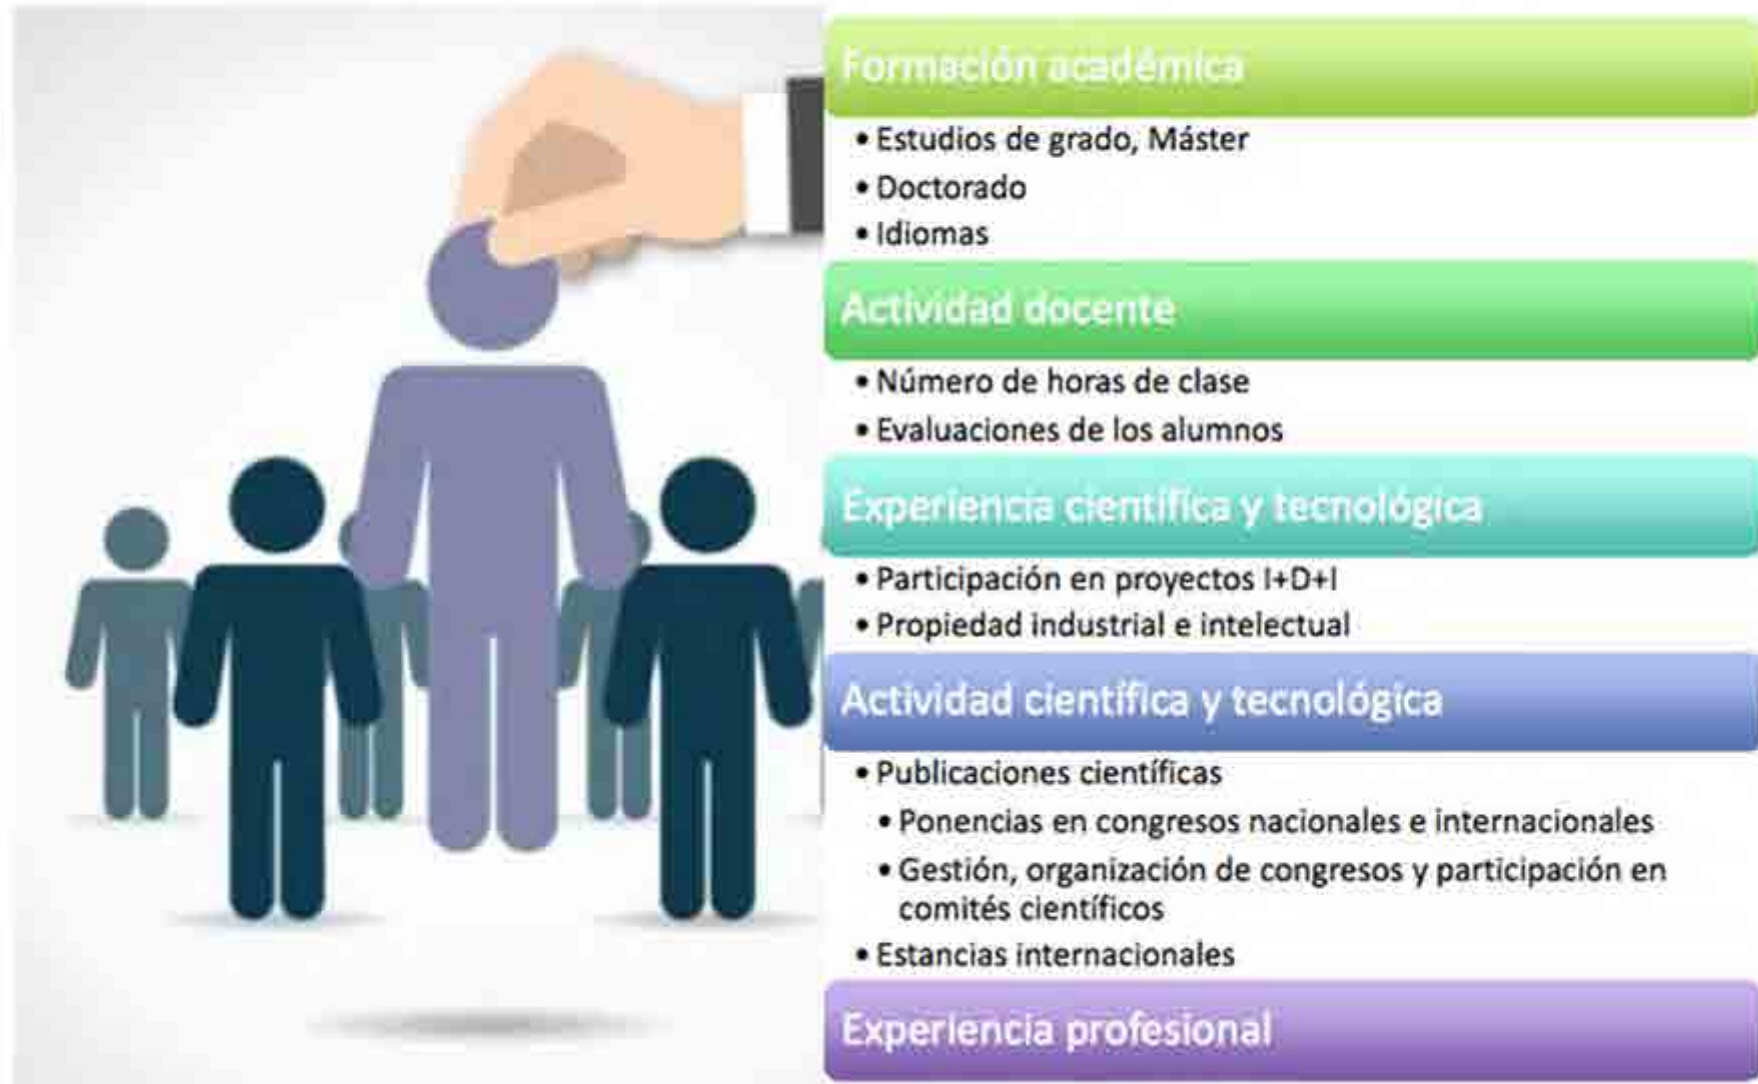 Formación académica
• Estudios de grado, Máster
• Doctorado
• Idiomas
Actividad docente
• Número de horas de clase
• Evaluaciones de los alumnos
Experiencia científica y tecnológica
• Participación en proyectos I+D+I
• Propiedad industrial e intelectual
Actividad científica y tecnológica
• Publicaciones científicas
• Ponencias en congresos nacionales e internacionales
• Gestión, organización de congresos y participación en
comités científicos
• Estancias internacionales
Experiencia profesional